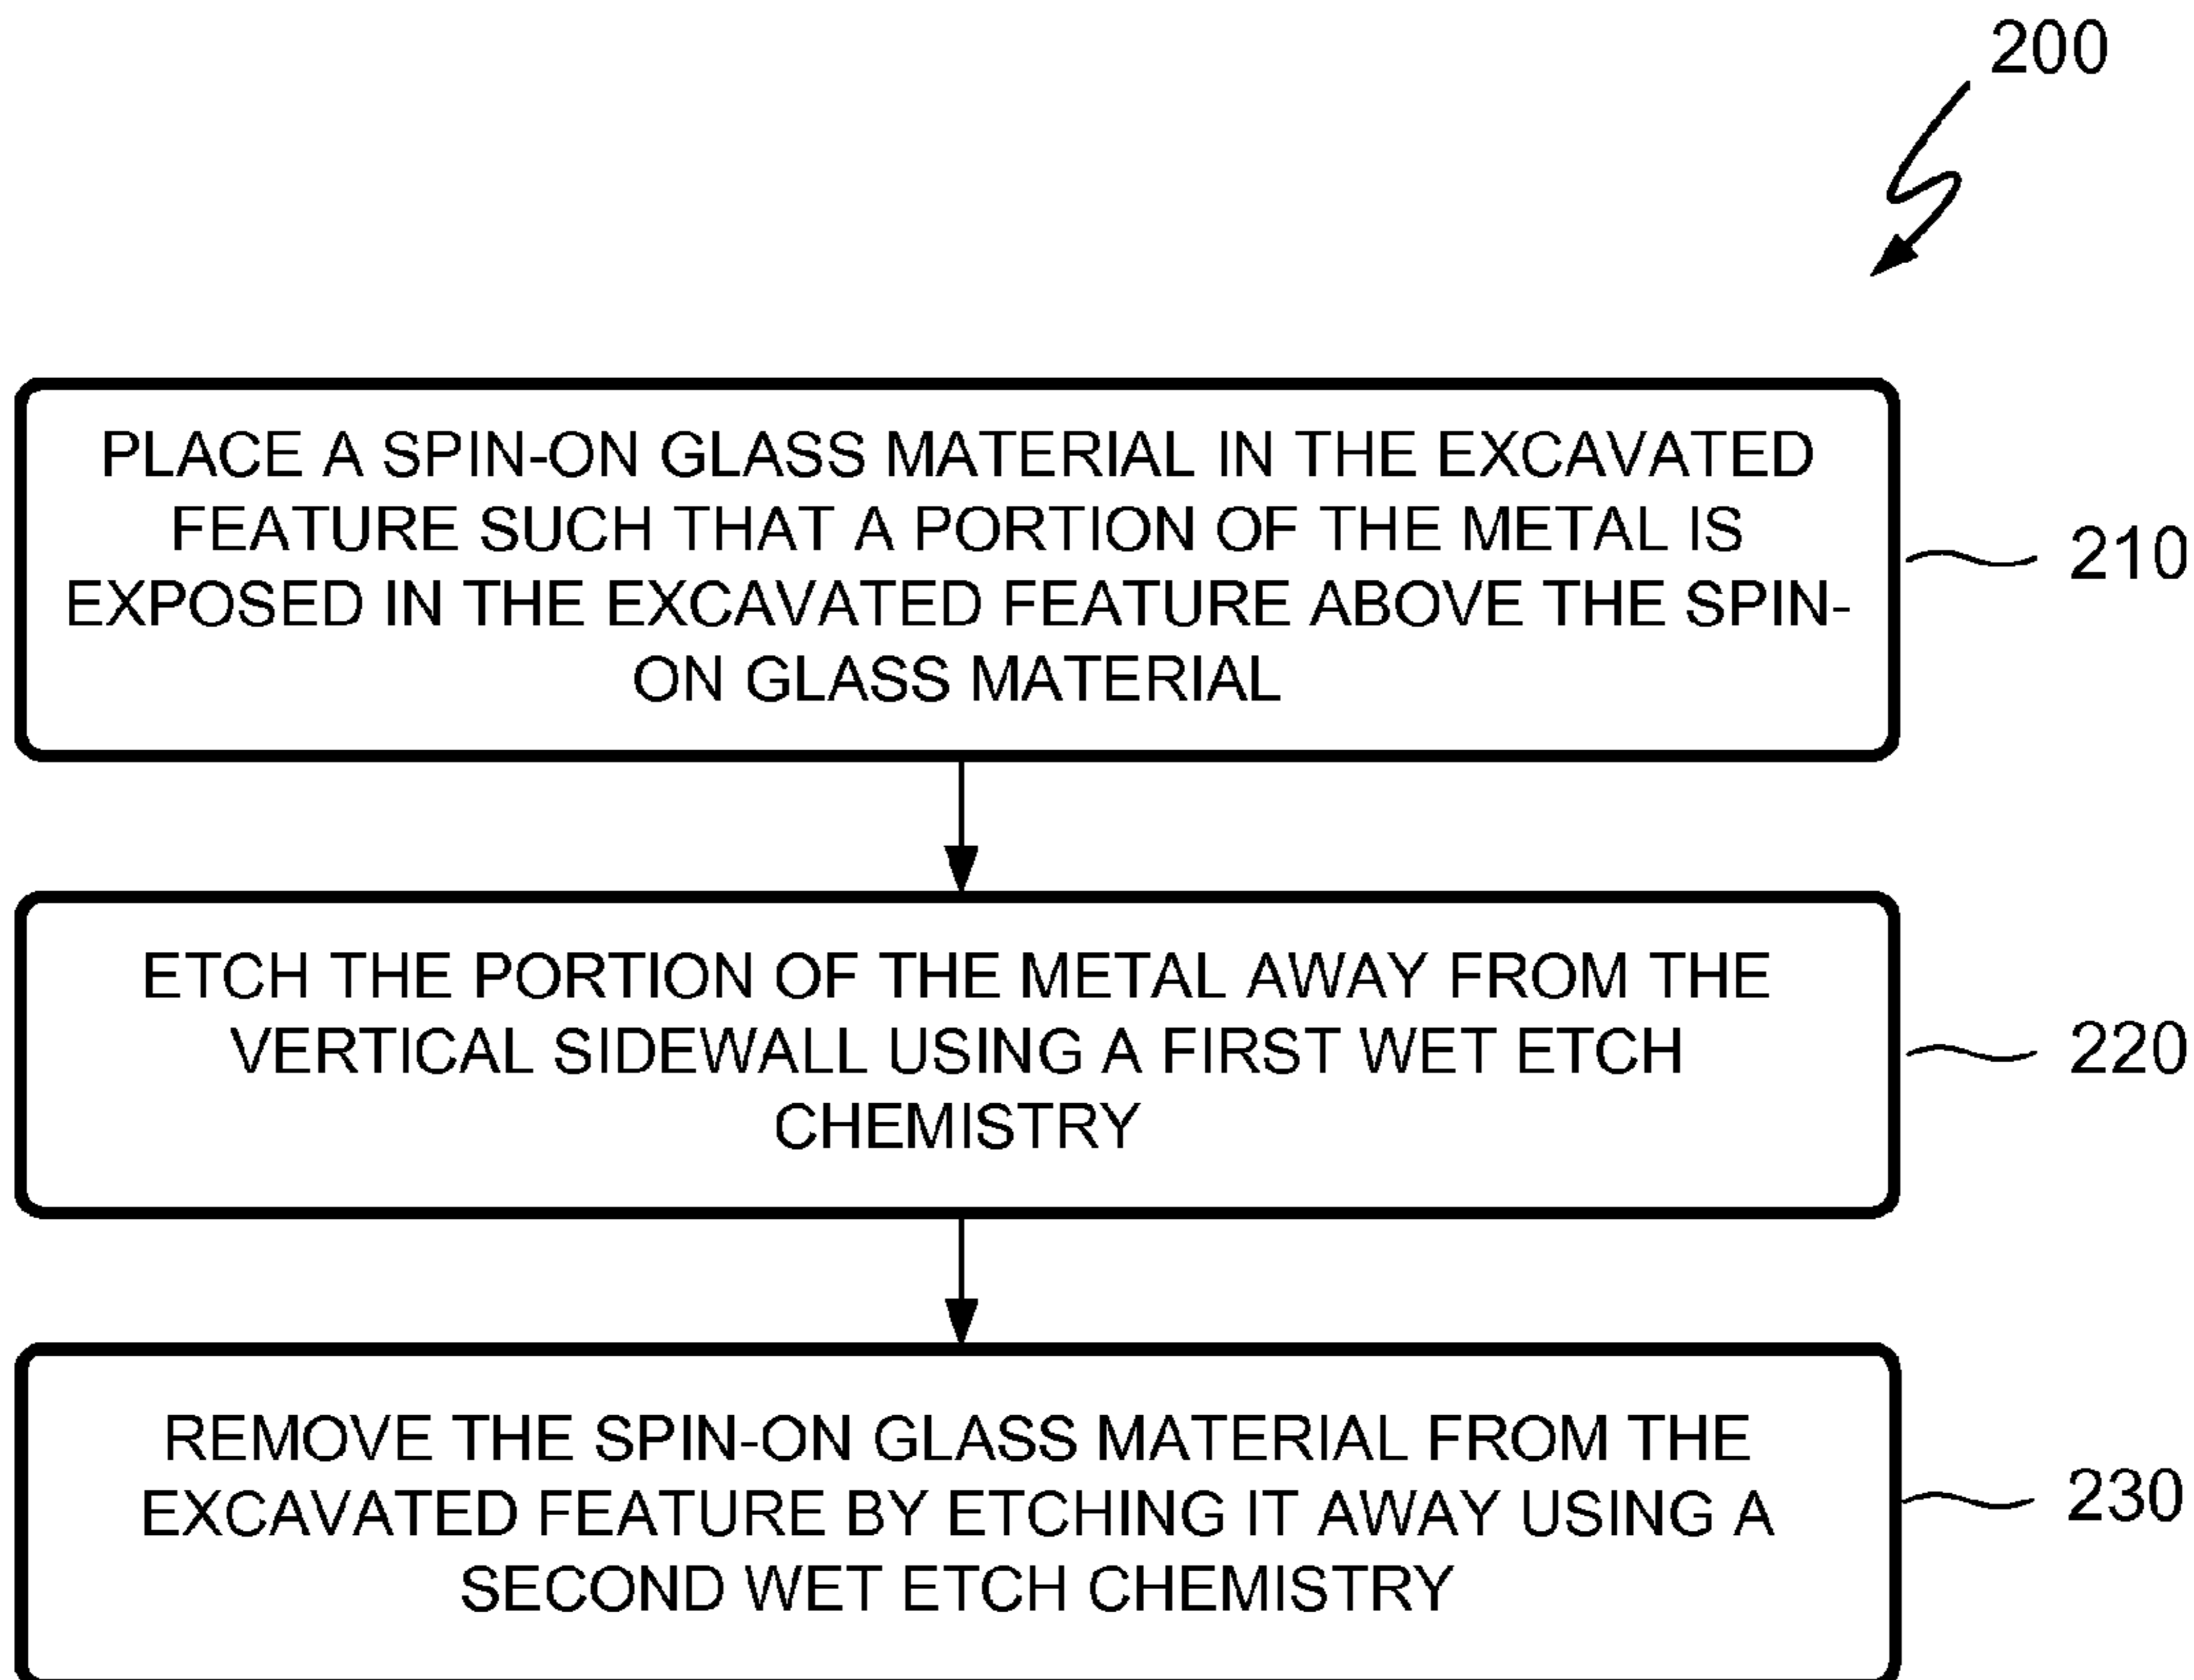 200
PLACE A SPIN-ON GLASS MATERIAL IN THE EXCAVATED
FEATURE SUCH THAT A PORTION OF THE METAL IS
EXPOSED IN THE EXCAVATED FEATURE ABOVE THE SPIN-
ON GLASS MATERIAL
210
ETCH THE PORTION OF THE METAL AWAY FROM THE
VERTICAL SIDEWALL USING A FIRST WET ETCH
CHEMISTRY
220
REMOVE THE SPIN-ON GLASS MATERIAL FROM THE
EXCAVATED FEATURE BY ETCHING IT AWAY USING A
SECOND WET ETCH CHEMISTRY
230